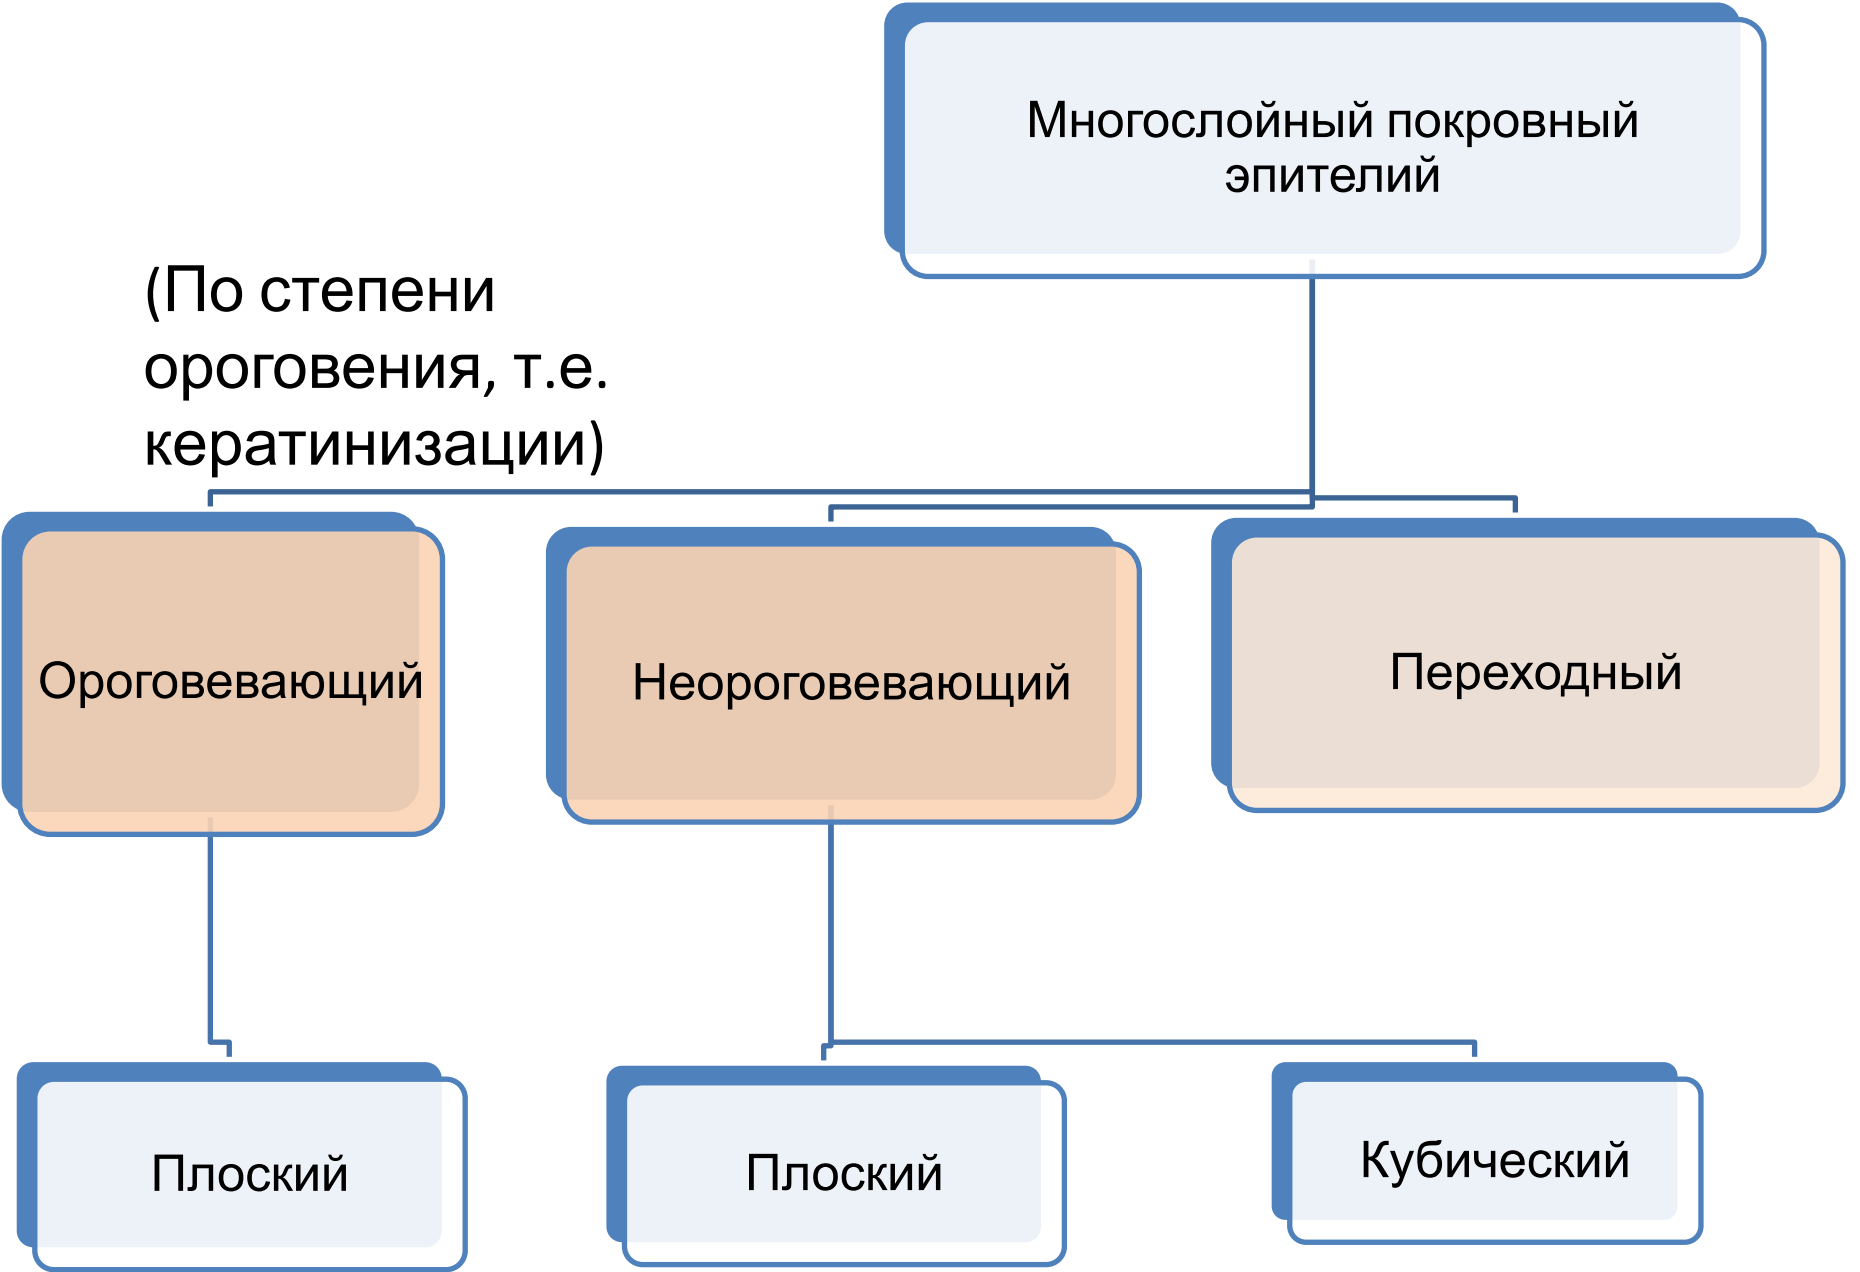 Многослойный покровный
эпителий
(По степени
ороговения, т.е.
кератинизации)
Ороговевающий
Неороговевающий
Переходный
Плоский
Плоский
Кубический